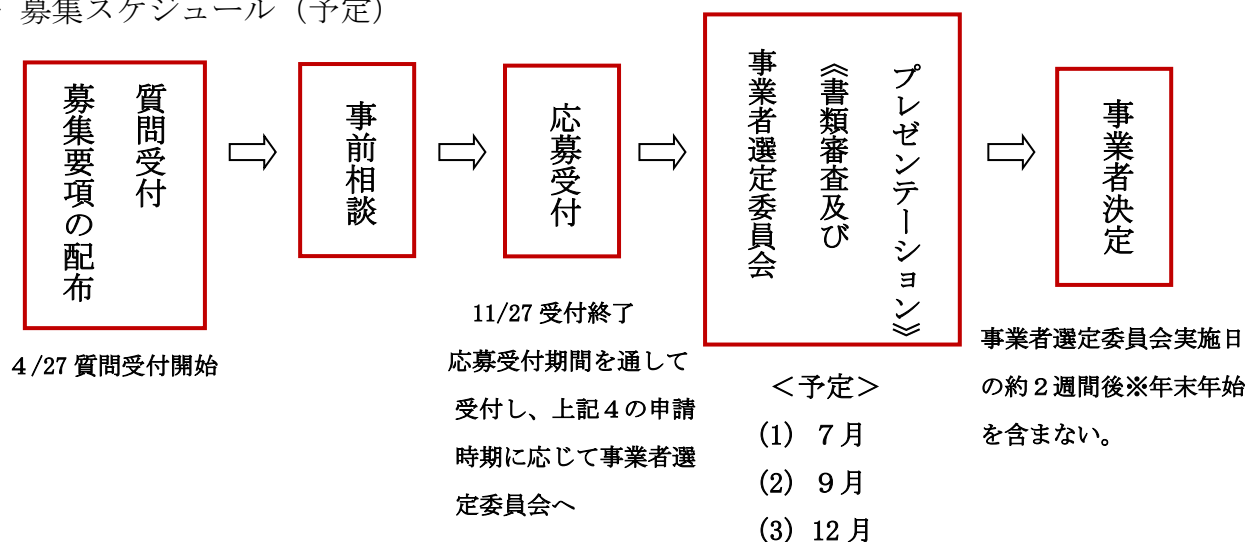 募集スケジュール（予定）
質問受付
募集要項の配布
事前相談
応募受付
プレゼンテーション》
《書類審査及び
事業者選定委員会
事業者決定
4/27 質問受付開始
11/27 受付終了
応募受付期間を通して
受付し、上記４の申請
時期に応じて事業者選
定委員会へ
＜予定＞
(1) ７月
(2) ９月
(3) 12 月
事業者選定委員会実施日
の約２週間後※年末年始
を含まない。